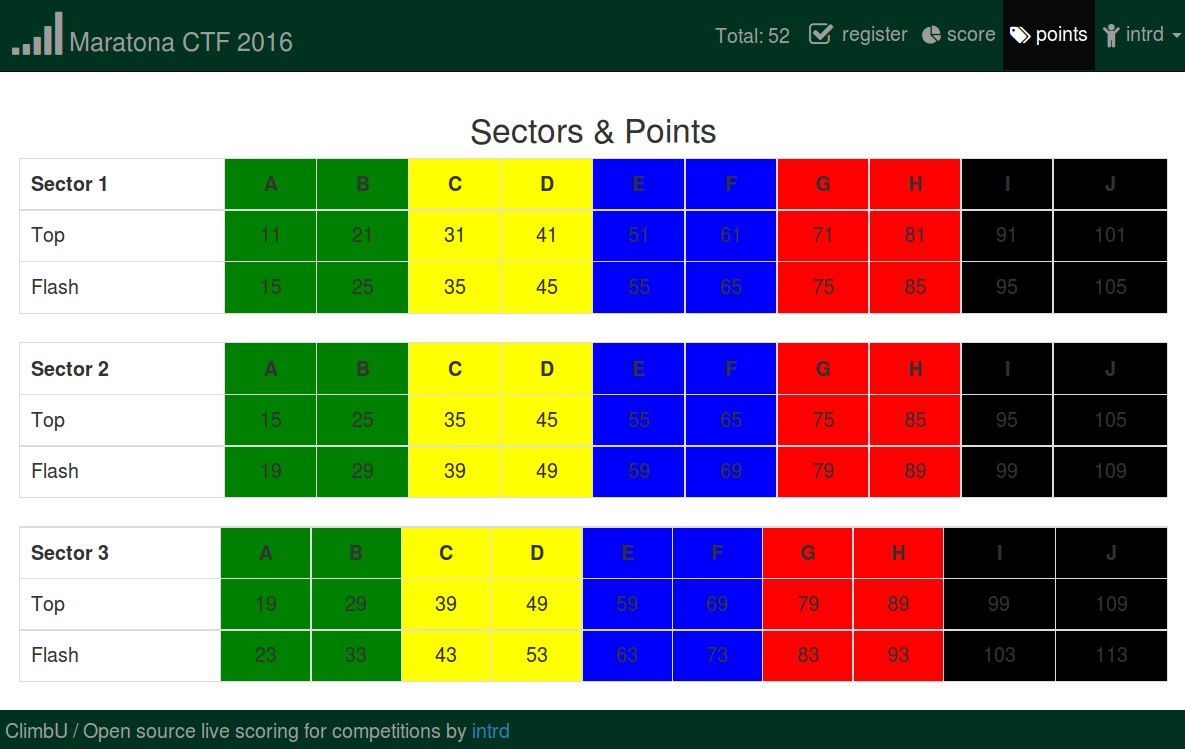 Maratona CTF 2016 Total: 52 register score points intrd
Sectors & Points
Sector 1 A B C D E F G H I J
Top 11 21 31 41 51 61 71 81 91 101
Flash 15 25 35 45 55 65 75 85 95 105
Sector 2 A B C D E F G H I J
Top 15 25 35 45 55 65 75 85 95 105
Flash 19 29 39 49 59 69 79 89 99 109
Sector 3 A B C D E F G H I J
Top 19 29 39 49 59 69 79 89 99 109
Flash 23 33 43 53 63 73 83 93 103 113
ClimbU / Open source live scoring for competitions by intrd